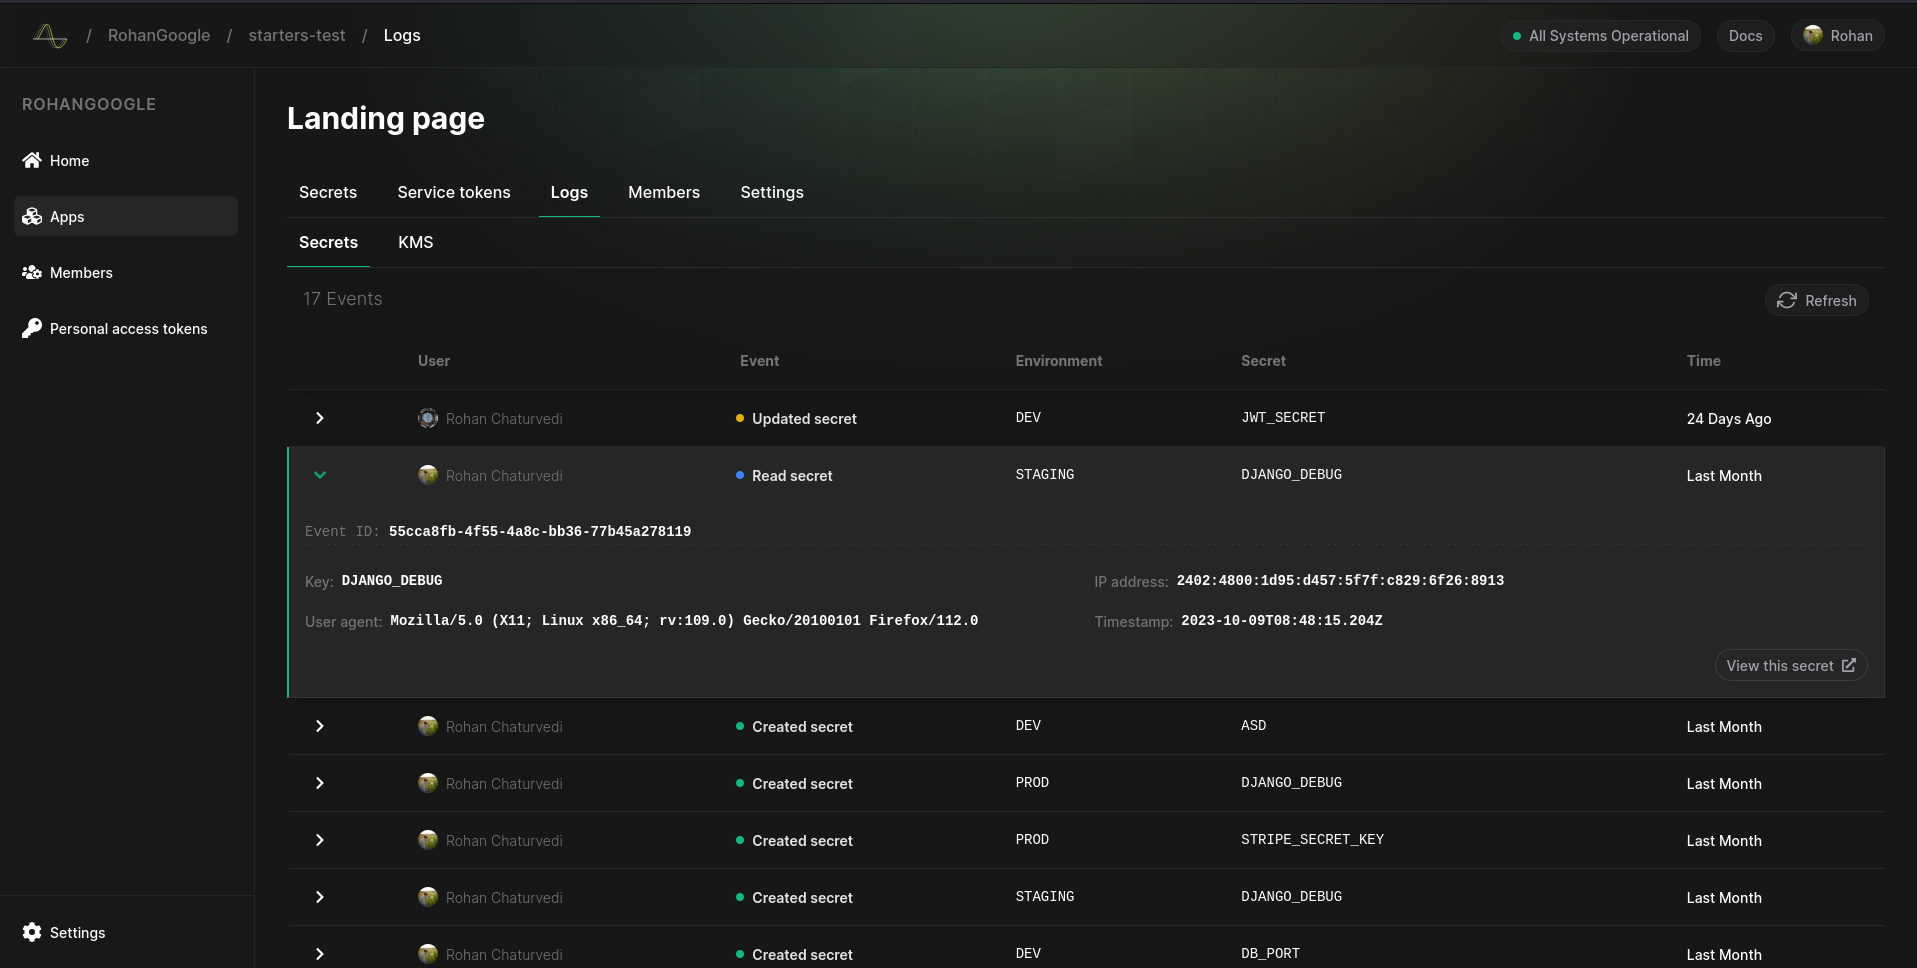 / RohanGoogle / starters-test / Logs
All Systems Operational
Docs
Rohan
ROHANGOOGLE
Home
Apps
Members
Personal access tokens
Settings
Landing page
Secrets Service tokens Logs Members Settings
Secrets KMS
17 Events
Refresh
User Event Environment Secret Time
Rohan Chaturvedi Updated secret DEV JWT_SECRET 24 Days Ago
Rohan Chaturvedi Read secret STAGING DJANGO_DEBUG Last Month
Event ID: 55cca8fb-4f55-4a8c-bb36-77b45a278119
Key: DJANGO_DEBUG IP address: 2402:4800:1d95:d457:5f7f:c829:6f26:8913
User agent: Mozilla/5.0 (X11; Linux x86_64; rv:109.0) Gecko/20100101 Firefox/112.0 Timestamp: 2023-10-09T08:48:15.204Z
View this secret
Rohan Chaturvedi Created secret DEV ASD Last Month
Rohan Chaturvedi Created secret PROD DJANGO_DEBUG Last Month
Rohan Chaturvedi Created secret PROD STRIPE_SECRET_KEY Last Month
Rohan Chaturvedi Created secret STAGING DJANGO_DEBUG Last Month
Rohan Chaturvedi Created secret DEV DB_PORT Last Month